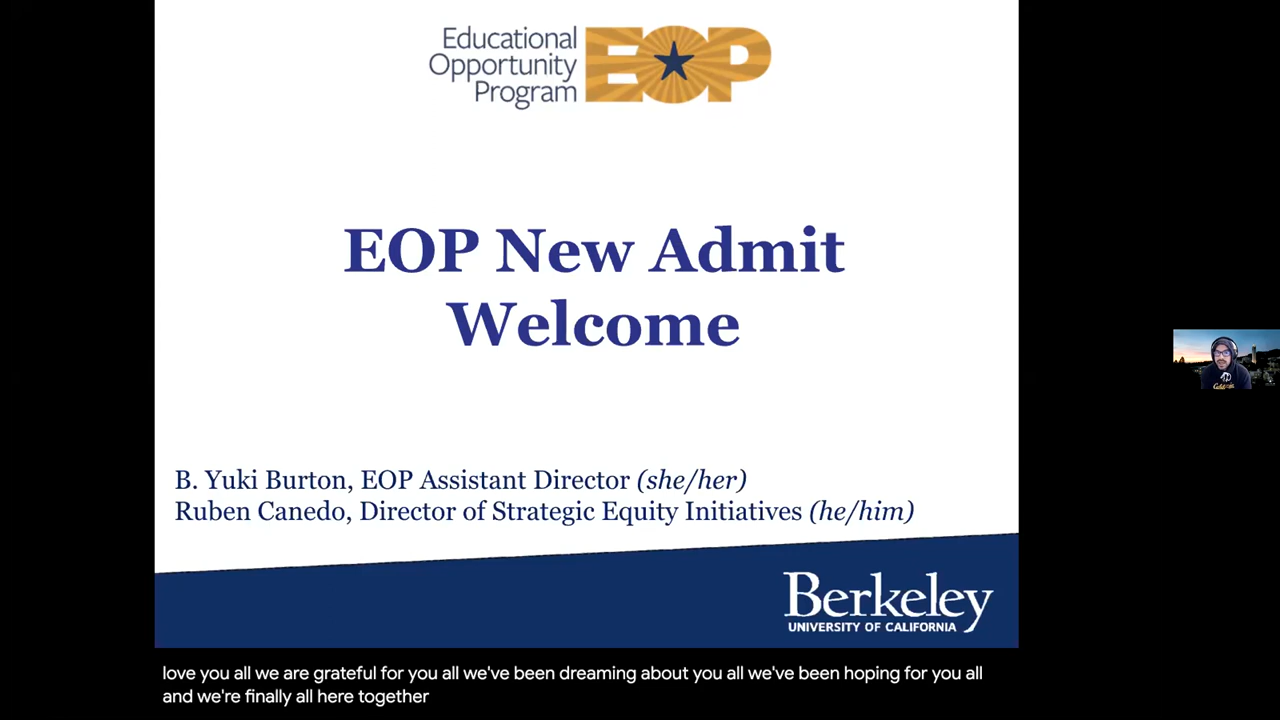 Educational
Opportunity
Program
EOP
EOP New Admit
Welcome
B. Yuki Burton, EOP Assistant Director (she/her)
Ruben Canedo, Director of Strategic Equity Initiatives (he/him)
Berkeley
UNIVERSITY OF CALIFORNIA
love you all we are grateful for you all we've been dreaming about you all we've been hoping for you all
and we're finally all here together